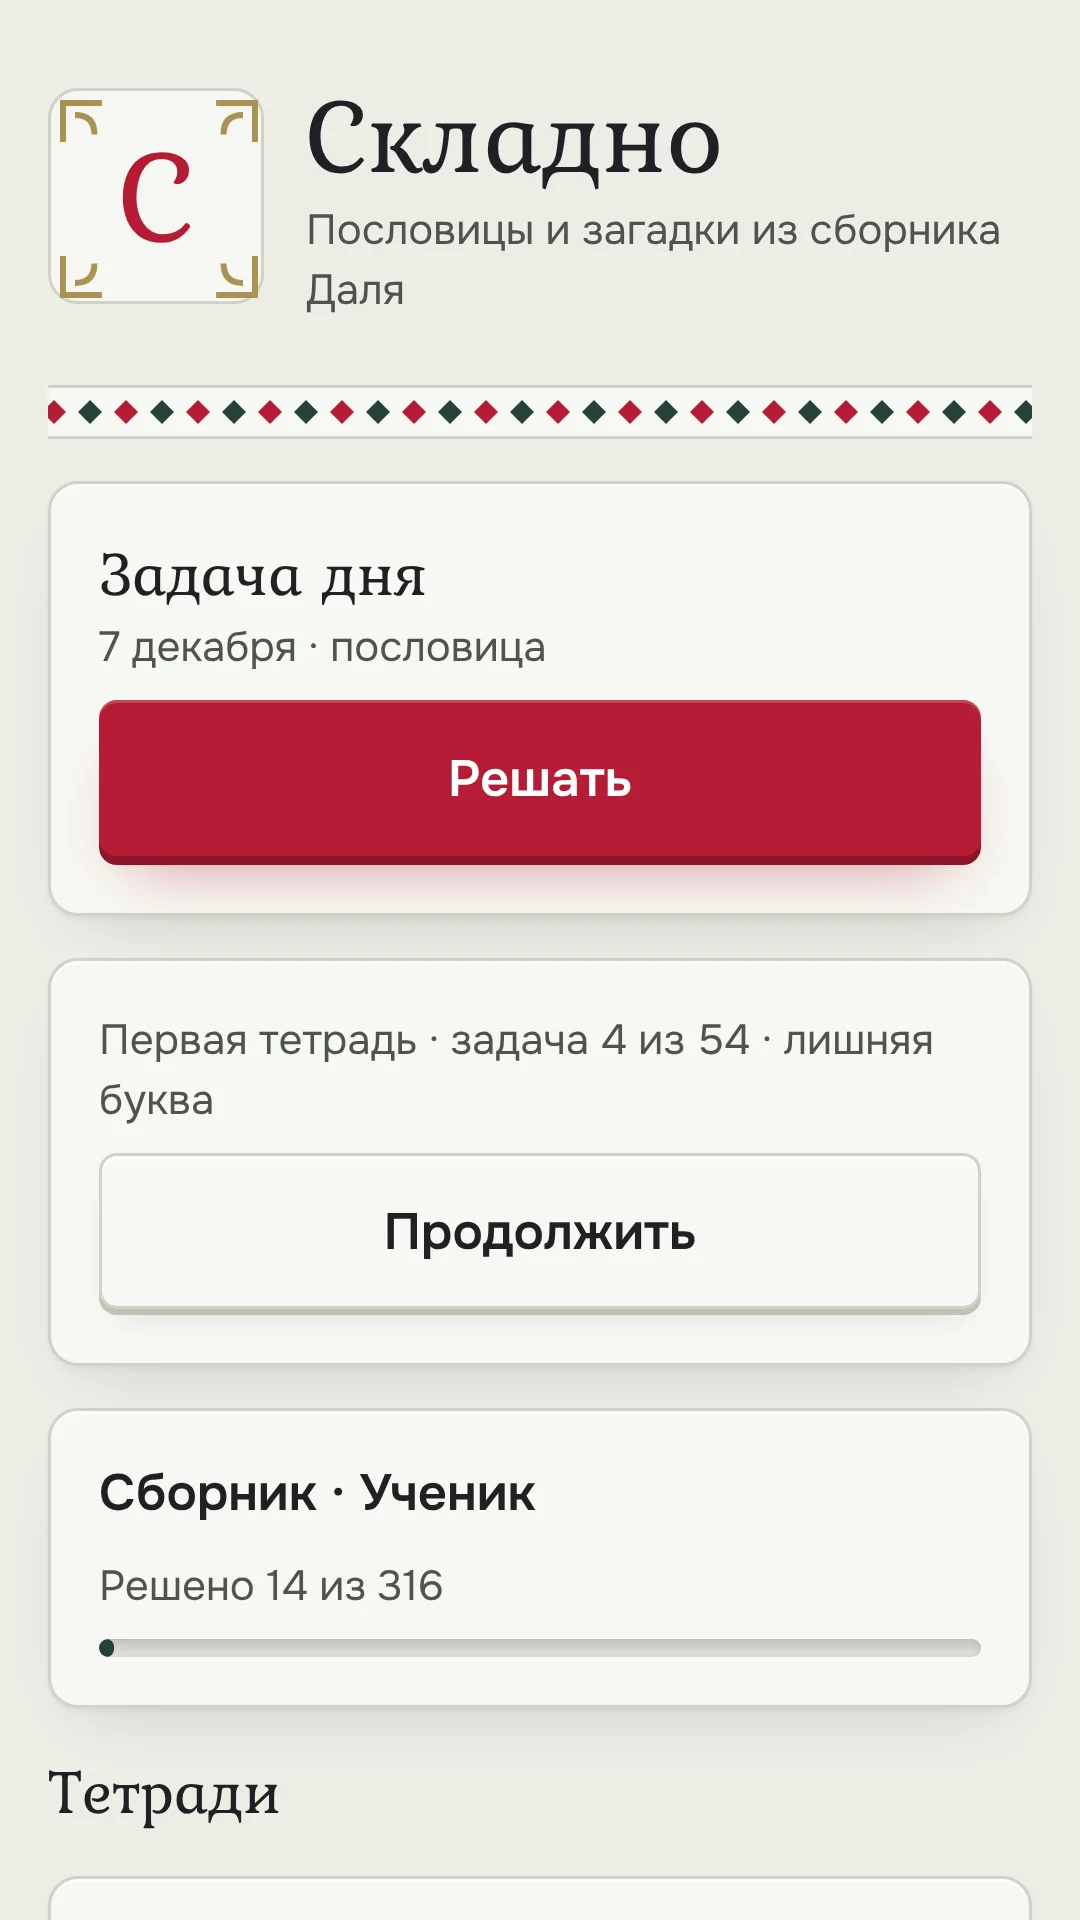 С
Складно
Пословицы и загадки из сборника
Даля
Задача дня
7 декабря · пословица
Решать
Первая тетрадь · задача 4 из 54 · лишняя
буква
Продолжить
Сборник · Ученик
Решено 14 из 316
Тетради